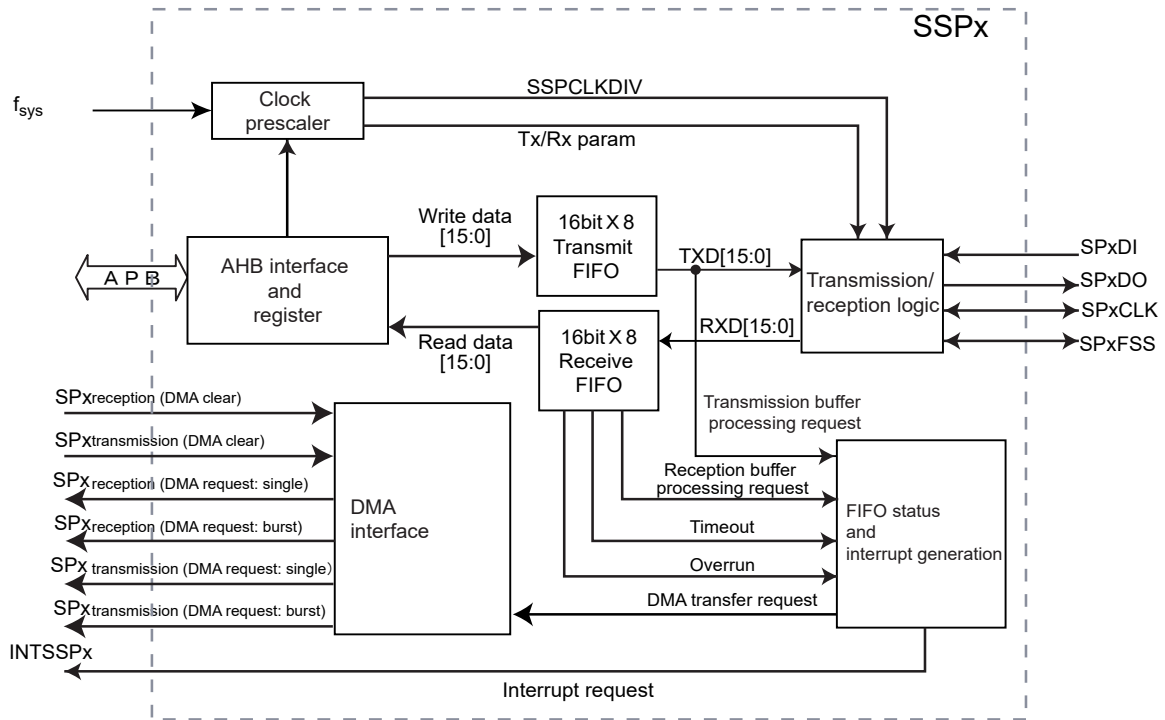 SSPx
SSPCLKDIV
Clock
prescaler
fsys
Tx/Rx param
Write data
[15:0]
16bit X 8
Transmit
FIFO
TXD[15:0]
SPxDI
A P B
AHB interface
and
register
Transmission/
reception logic
SPxDO
SPxCLK
RXD[15:0]
SPxFSS
Read data
[15:0]
16bit X 8
Receive
FIFO
SPxreception (DMA clear)
Transmission buffer
processing request
SPxtransmission (DMA clear)
Reception buffer
processing request
SPx reception (DMA request: single)
DMA
interface
FIFO status
and
interrupt generation
SPxreception (DMA request: burst)
Timeout
SPx transmission (DMA request: single)
Overrun
SPxtransmission (DMA request: burst)
DMA transfer request
INTSSPx
Interrupt request